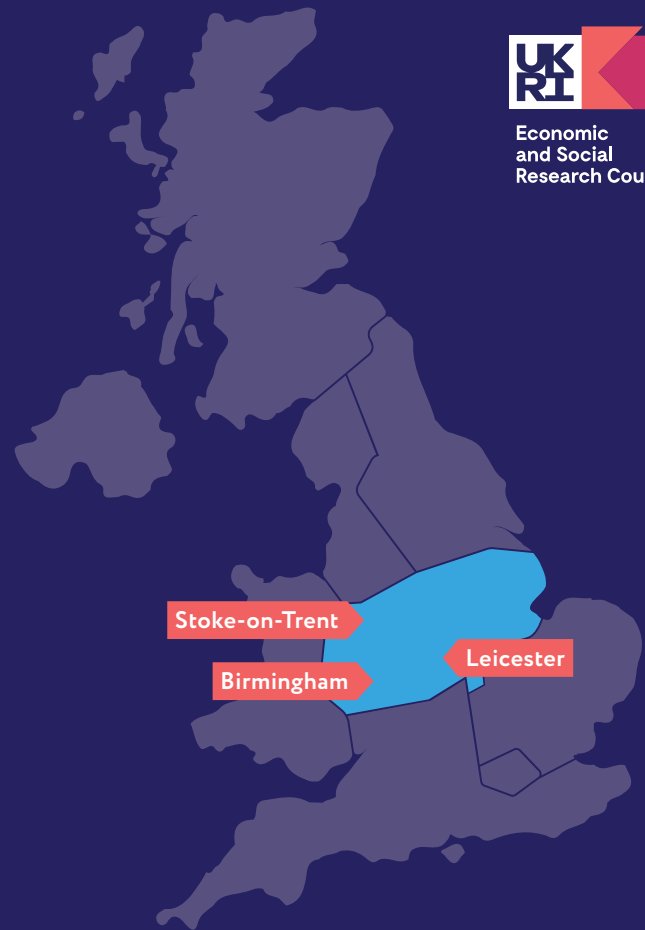 UK
RI
Economic
and Social
Research Cou
Stoke-on-Trent
Leicester
Birmingham